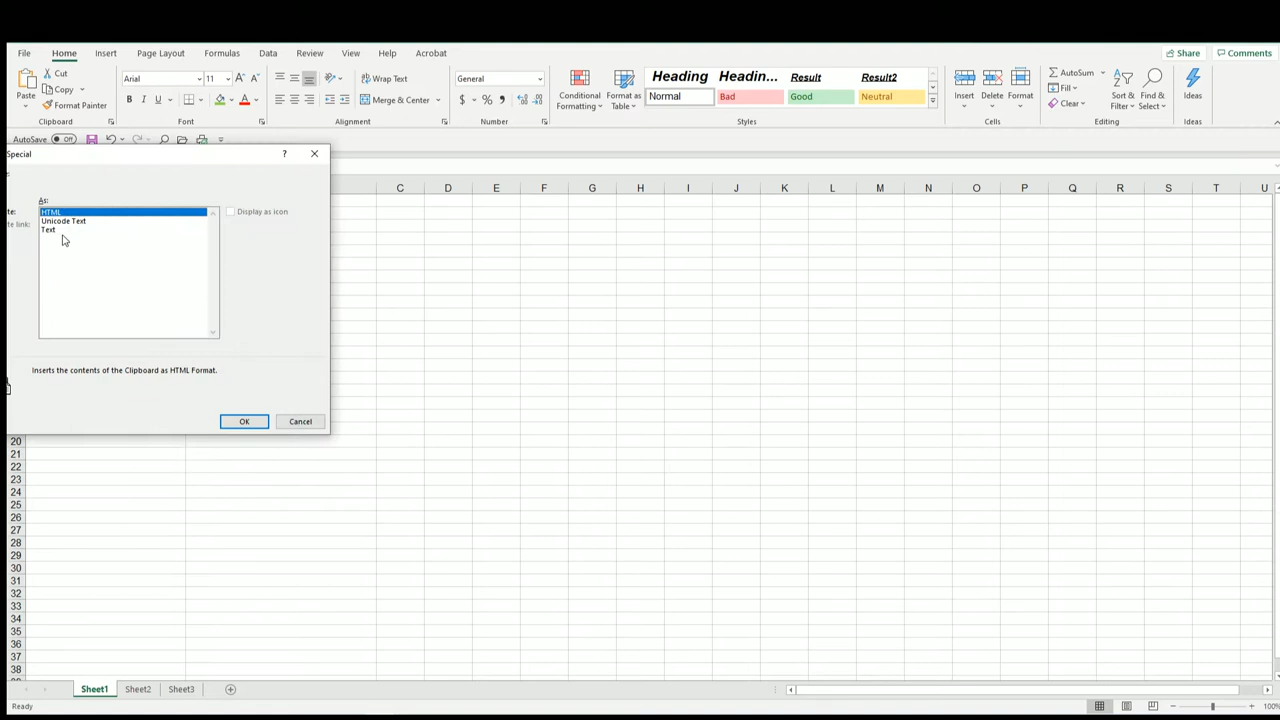 File Home Insert Page Layout Formulas Data Review View Help Acrobat Share Comments
Paste
Cut
Copy
Format Painter
Clipboard
Arial 11
B I U
Font
Wrap Text
Merge & Center
Alignment
General
$ %
Number
Conditional Formatting
Format as Table
Heading Headin... Result Result2
Normal Bad Good Neutral
Styles
Insert Delete Format
Cells
AutoSum
Fill
Clear
Sort & Filter
Find & Select
Editing
Ideas
Ideas
AutoSave Off
Special ?
As:
HTML
Unicode Text
Text
te link:
Display as icon
Inserts the contents of the Clipboard as HTML Format.
OK Cancel
C D E F G H I J K L M N O P Q R S T U
20
21
22
23
24
25
26
27
28
29
30
31
32
33
34
35
36
37
38
Sheet1 Sheet2 Sheet3
Ready 100%